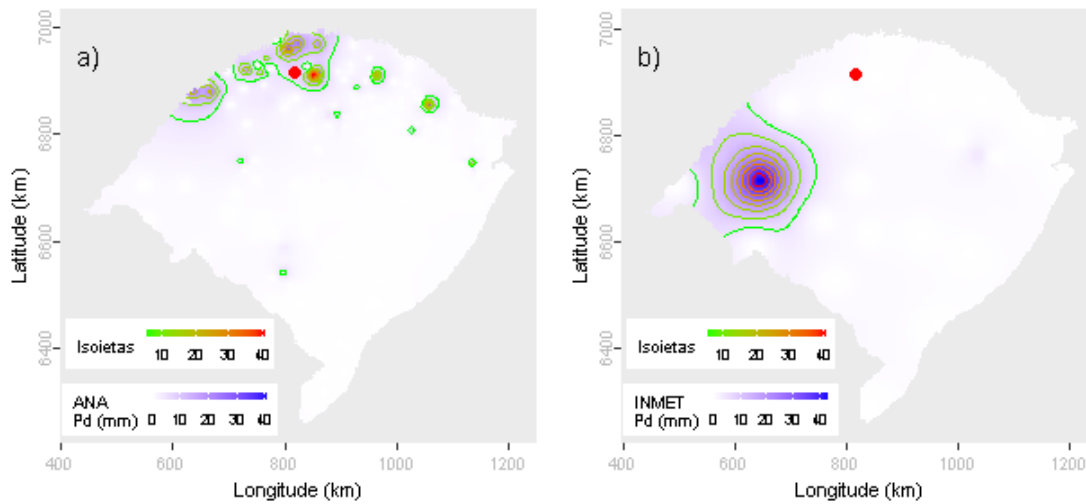 a)
7000
6800
6600
6400
Latitude (km)
Isoietas
10 20 30 40
ANA
Pd (mm) 0 10 20 30 40
400 600 800 1000 1200
Longitude (km)
b)
7000
6800
6600
6400
Latitude (km)
Isoietas
10 20 30 40
INMET
Pd (mm) 0 10 20 30 40
400 600 800 1000 1200
Longitude (km)